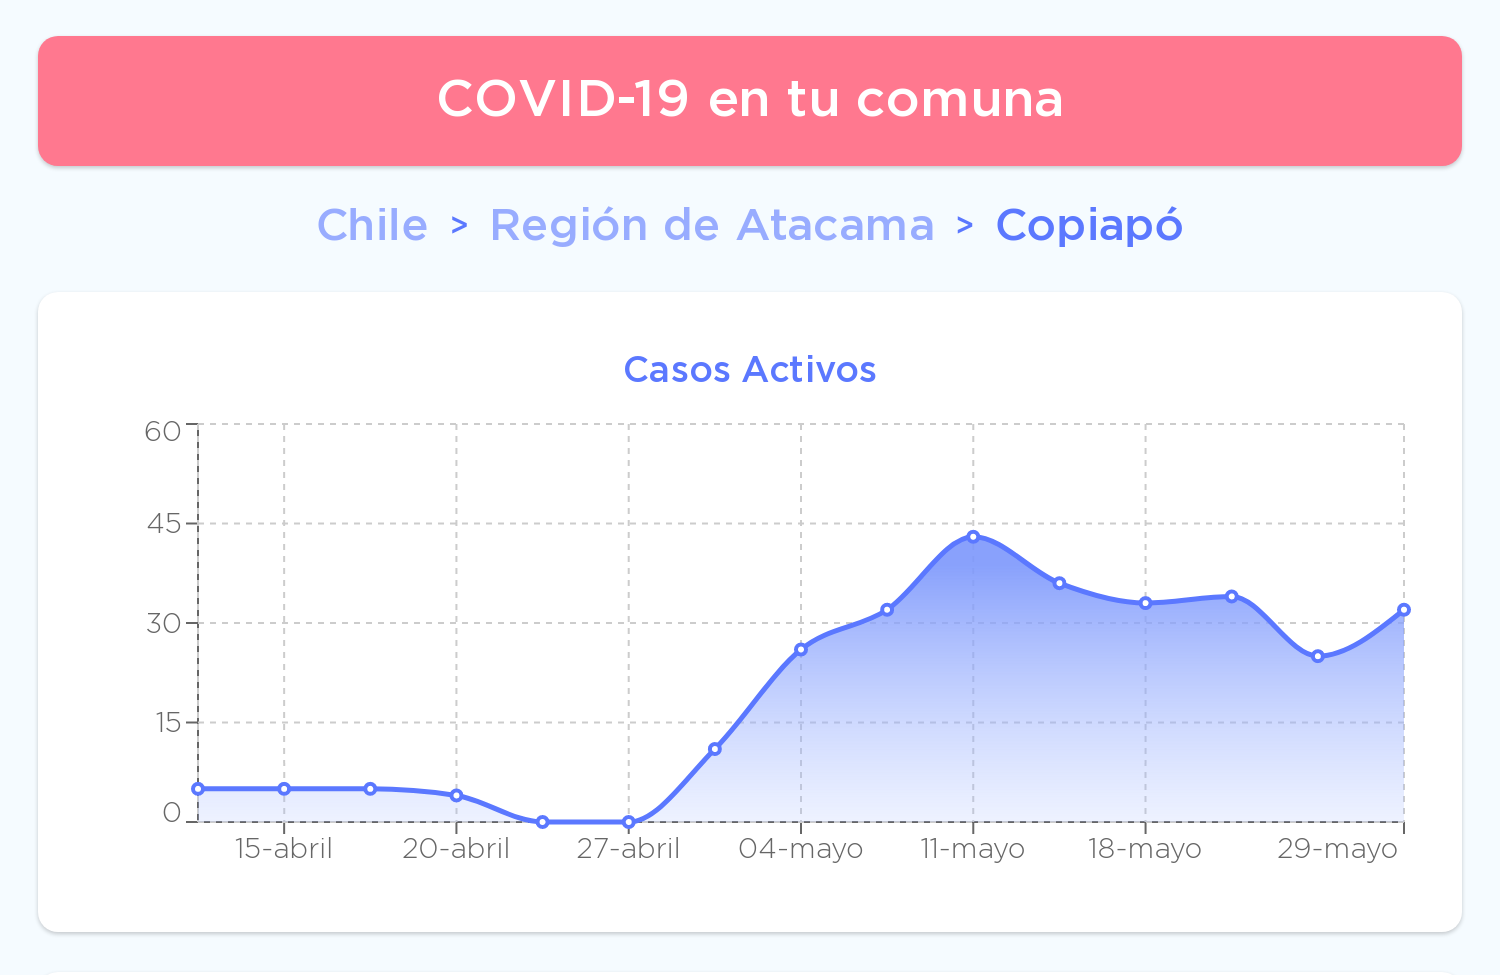 COVID-19 en tu comuna
Chile > Región de Atacama > Copiapó
Casos Activos
60
45
30
15
0
15-abril 20-abril 27-abril 04-mayo 11-mayo 18-mayo 29-mayo